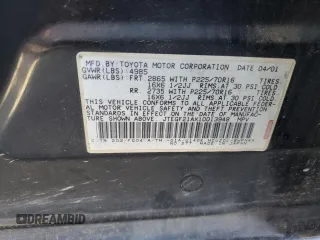 MFD BY TOYOTA MOTOR CORPORATION DATE 04/01
GVWR(LBS) 4985
GAWR(LBS) FRT 2865 WITH P225/70R16 TIRES
16X6 1/2JJ RIMS AT 30 PSI COLD
RR 2735 WITH P225/70R16 TIRES
16X6 1/2JJ RIMS AT 30 PSI COLD
THIS VEHICLE CONFORMS TO ALL APPLICABLE FEDERAL
MOTOR VEHICLE SAFETY AND THEFT PREVENTION
STANDARDS IN EFFECT ON THE DATE OF MANUFAC-
TURE SHOWN ABOVE. MPV